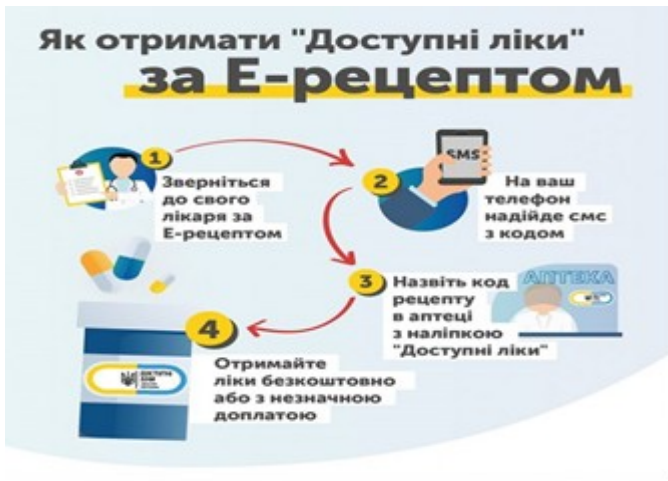 Як отримати "Доступні ліки"
за Е-рецептом
1
Зверніться
до свого
лікаря за
Е-рецептом
SMS
2
На ваш
телефон
надійде смс
з кодом
3
Назвіть код
рецепту
в аптеці
з наліпкою
"Доступні ліки"
АПТЕКА
4
Отримайте
ліки безкоштовно
або з незначною
доплатою